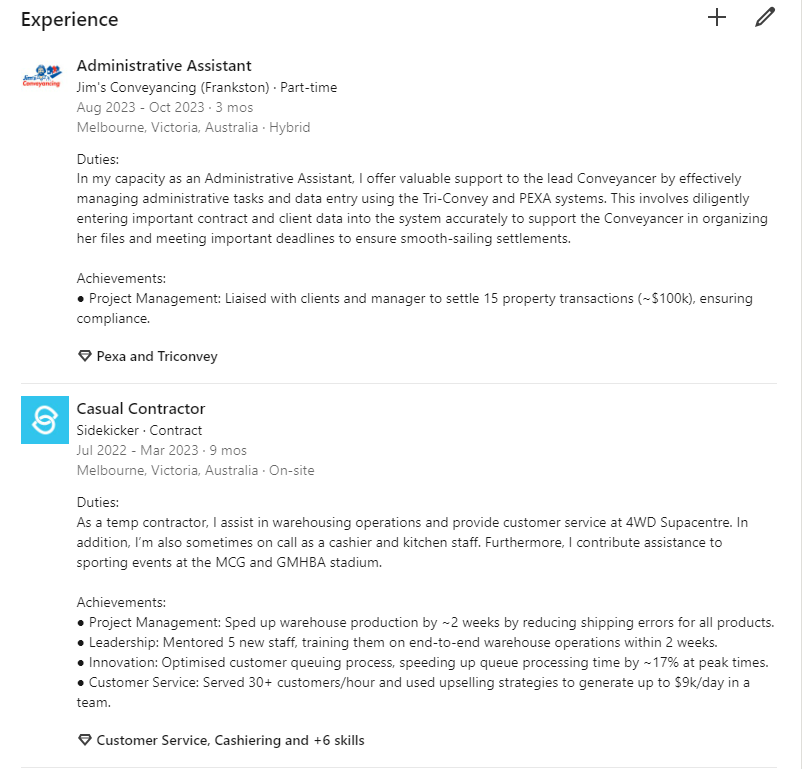 Experience
Administrative Assistant
Jim's Conveyancing (Frankston) · Part-time
Aug 2023 - Oct 2023 · 3 mos
Melbourne, Victoria, Australia · Hybrid
Duties:
In my capacity as an Administrative Assistant, I offer valuable support to the lead Conveyancer by effectively
managing administrative tasks and data entry using the Tri-Convey and PEXA systems. This involves diligently
entering important contract and client data into the system accurately to support the Conveyancer in organizing
her files and meeting important deadlines to ensure smooth-sailing settlements.
Achievements:
● Project Management: Liaised with clients and manager to settle 15 property transactions (~$100k), ensuring
compliance.
Pexa and Triconvey
Casual Contractor
Sidekicker · Contract
Jul 2022 - Mar 2023 · 9 mos
Melbourne, Victoria, Australia · On-site
Duties:
As a temp contractor, I assist in warehousing operations and provide customer service at 4WD Supacentre. In
addition, I'm also sometimes on call as a cashier and kitchen staff. Furthermore, I contribute assistance to
sporting events at the MCG and GMHBA stadium.
Achievements:
● Project Management: Sped up warehouse production by ~2 weeks by reducing shipping errors for all products.
● Leadership: Mentored 5 new staff, training them on end-to-end warehouse operations within 2 weeks.
● Innovation: Optimised customer queuing process, speeding up queue processing time by ~17% at peak times.
● Customer Service: Served 30+ customers/hour and used upselling strategies to generate up to $9k/day in a
team.
Customer Service, Cashiering and +6 skills